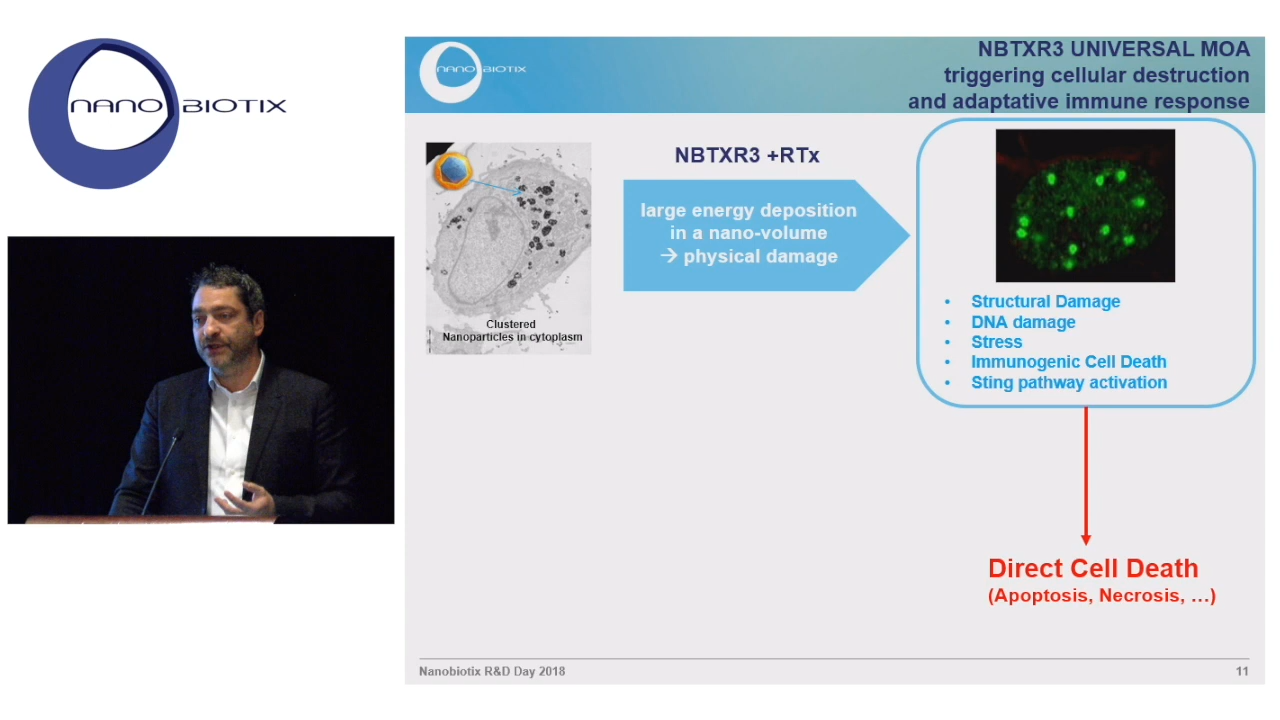 NANOBIOTIX
NANOBIOTIX
NBTXR3 UNIVERSAL MOA
triggering cellular destruction
and adaptative immune response
Clustered
Nanoparticles in cytoplasm
NBTXR3 +RTx
large energy deposition
in a nano-volume
→ physical damage
• Structural Damage
• DNA damage
• Stress
• Immunogenic Cell Death
• Sting pathway activation
Direct Cell Death
(Apoptosis, Necrosis, …)
Nanobiotix R&D Day 2018
11